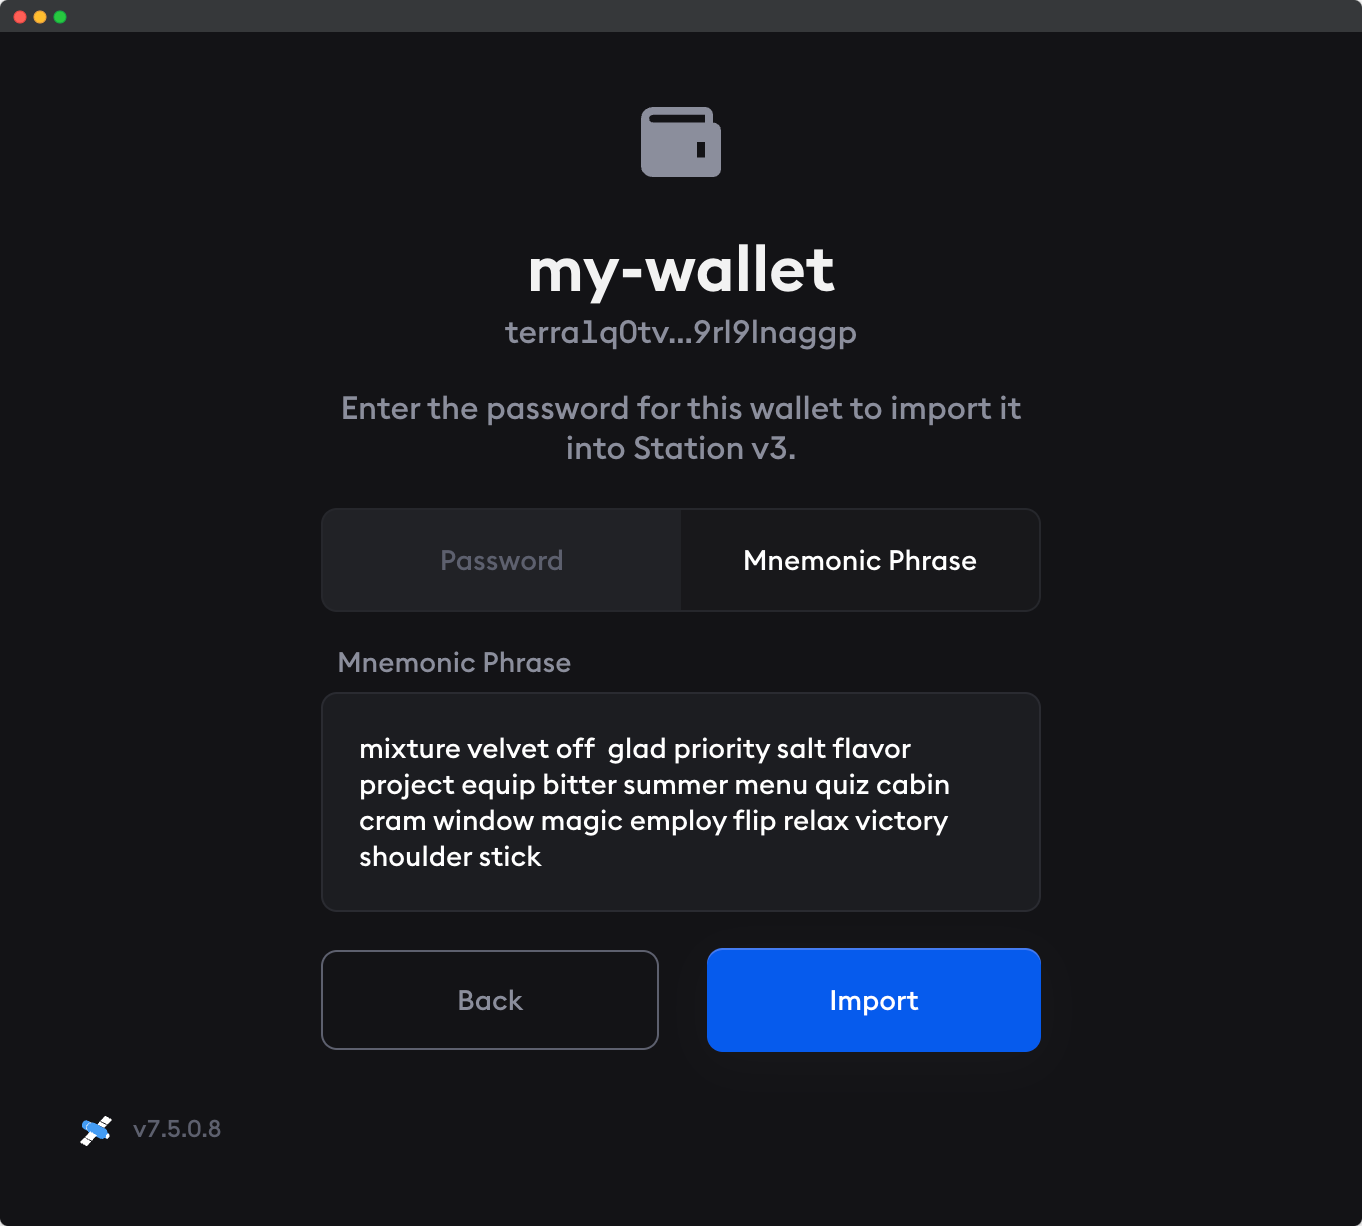 my-wallet
terra1q0tv...9rl9lnaggp
Enter the password for this wallet to import it
into Station v3.
Password
Mnemonic Phrase
Mnemonic Phrase
mixture velvet off  glad priority salt flavor
project equip bitter summer menu quiz cabin
cram window magic employ flip relax victory
shoulder stick
Back
Import
v7.5.0.8